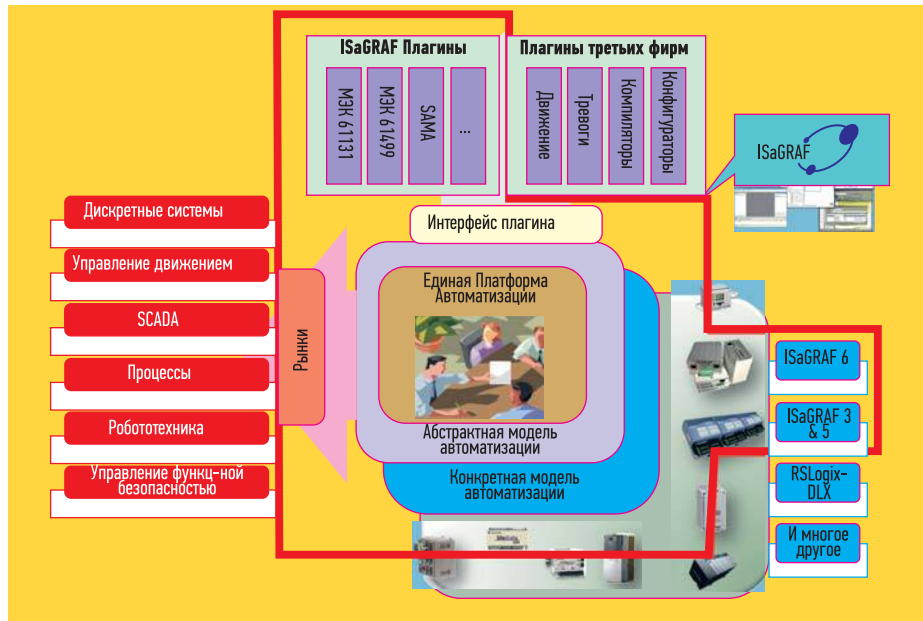 ISaGRAF Плагины
МЭК 61131
МЭК 61499
SAMA
...
Плагины третьих фирм
Движение
Тревоги
Компиляторы
Конфигураторы
ISaGRAF
Интерфейс плагина
Дискретные системы
Управление движением
SCADA
Процессы
Робототехника
Управление функц-ной
безопасностью
Рынки
Единая Платформа
Автоматизации
Абстрактная модель
автоматизации
Конкретная модель
автоматизации
ISaGRAF 6
ISaGRAF 3
& 5
RSLogix-
DLX
И многое
другое